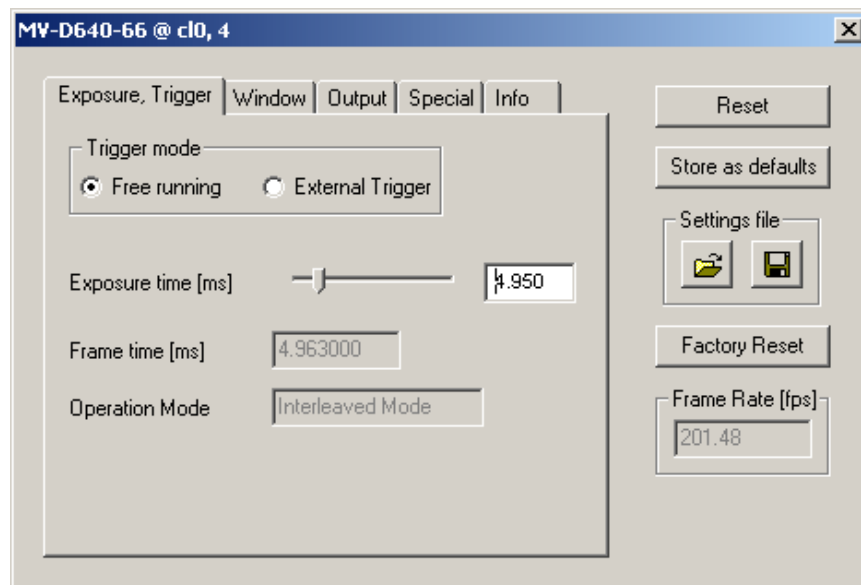 MV-D640-66 @ cl0, 4
Exposure, Trigger Window Output Special Info
Trigger mode
Free running External Trigger
Exposure time [ms] 4.950
Frame time [ms] 4.963000
Operation Mode Interleaved Mode
Reset
Store as defaults
Settings file
Factory Reset
Frame Rate [fps]
201.48